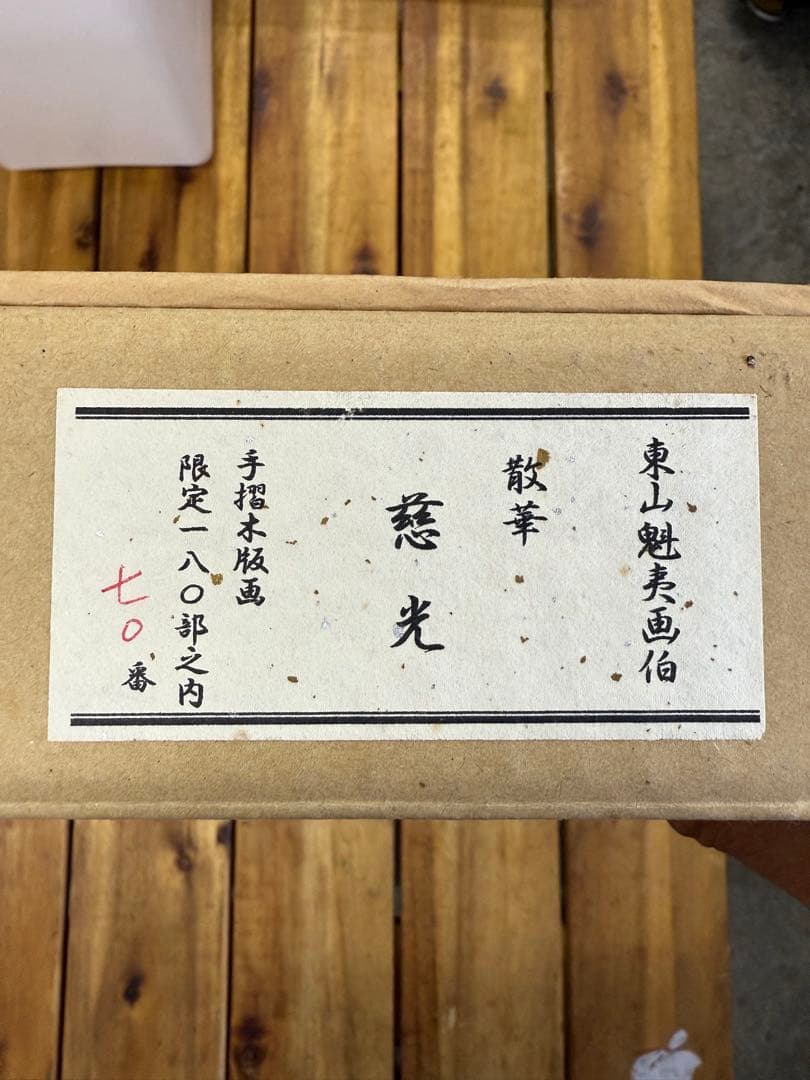 東山魁夷画伯
散華
慈光
手摺木版画
限定一八〇部之内
七〇番